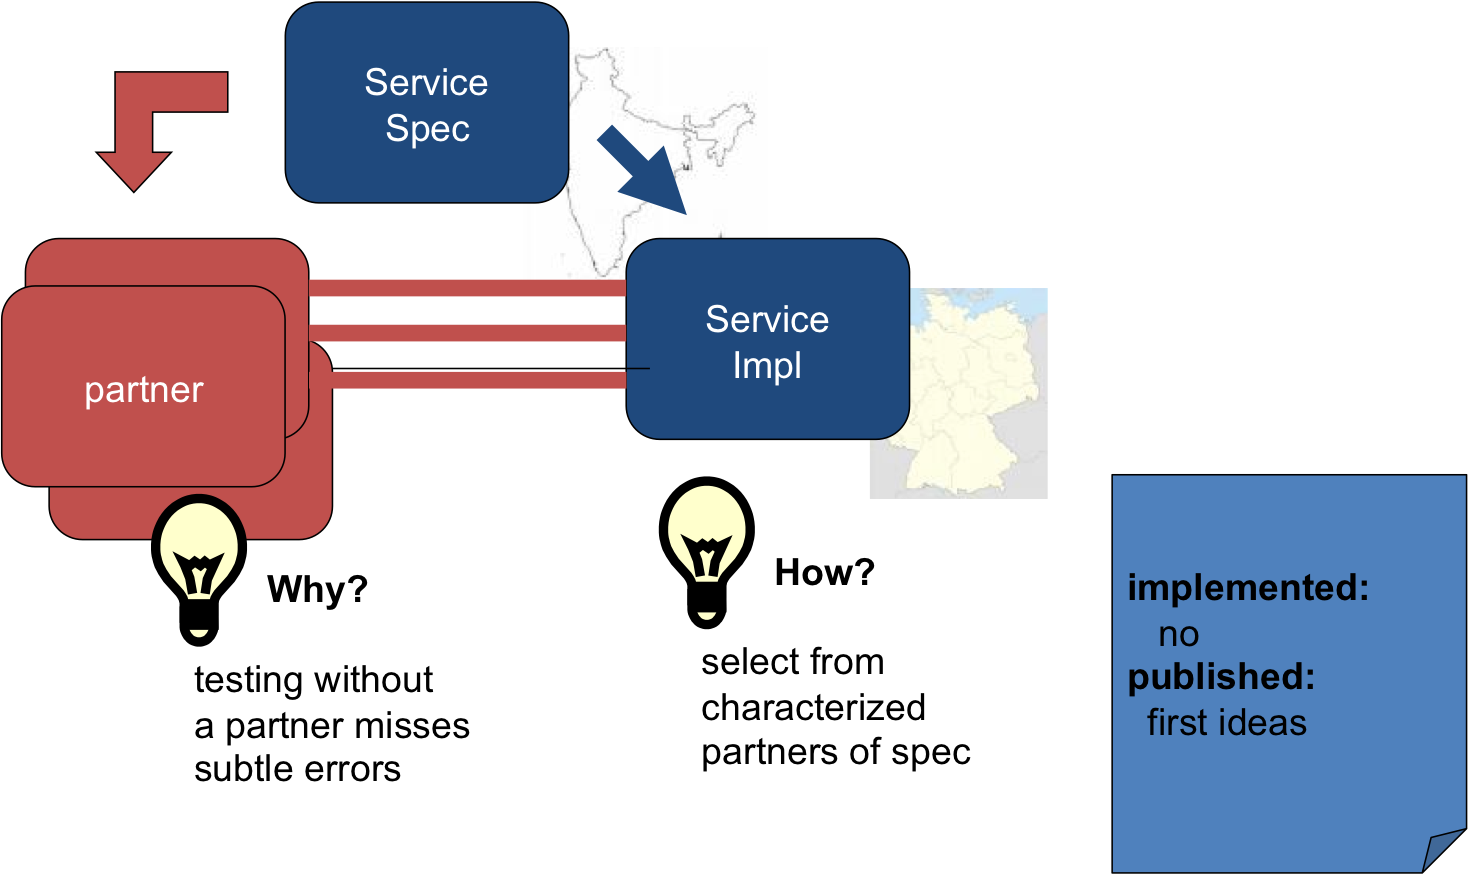 Service
Spec
partner
Service
Impl
Why?
testing without
a partner misses
subtle errors
How?
select from
characterized
partners of spec
implemented:
no
published:
first ideas